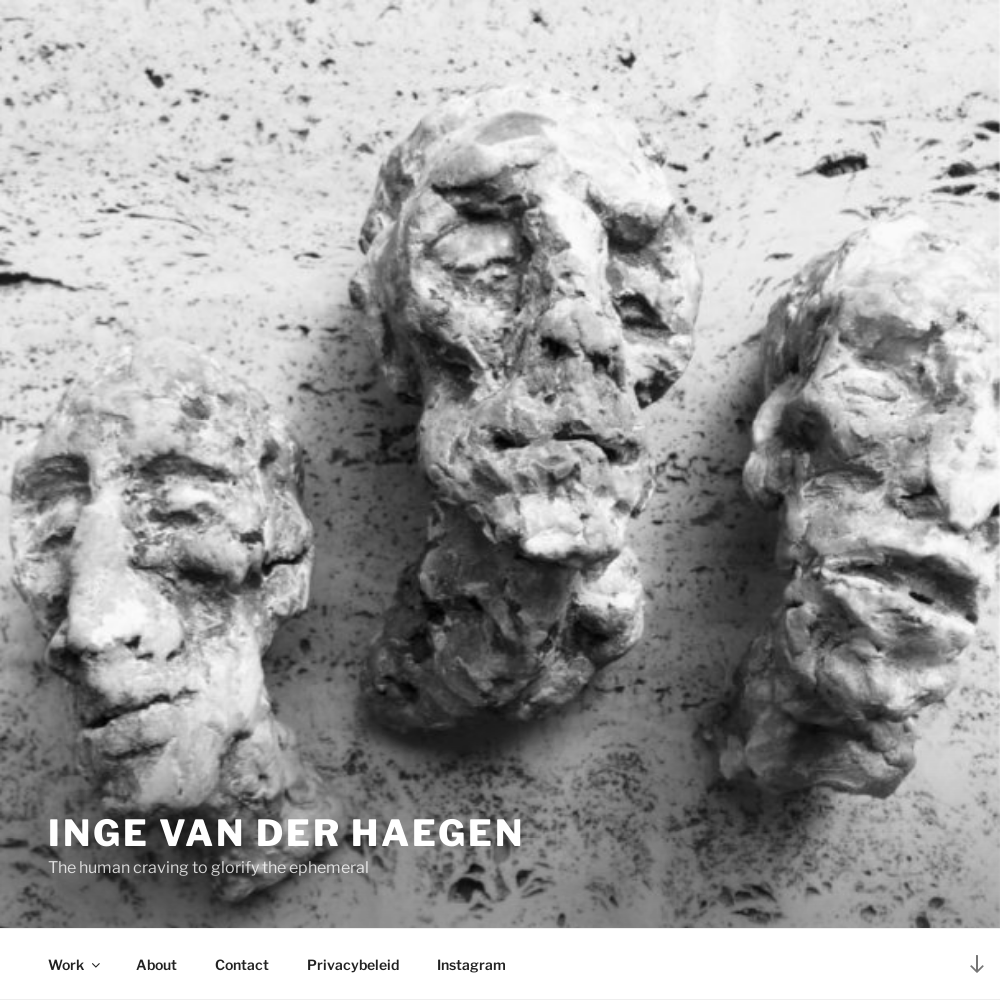 INGE VAN DER HAEGEN
The human craving to glorify the ephemeral
Work About Contact Privacybeleid Instagram